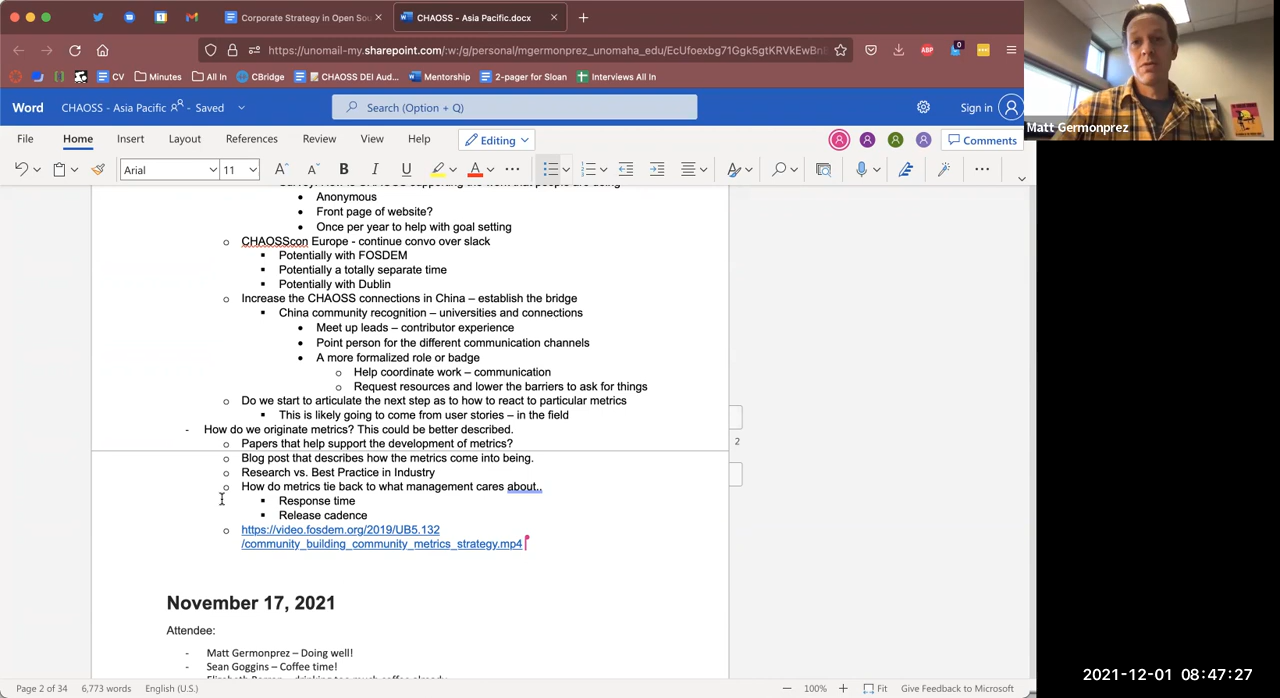 Corporate Strategy in Open Sou
CHAOSS - Asia Pacific.docx
https://unomail-my.sharepoint.com/:w:/g/personal/mgermonprez_unomaha_edu/EcUfoexbg71Ggk5gtKRVkEwBn
CV Minutes All In CBridge CHAOSS DEI Aud... Mentorship 2-pager for Sloan Interviews All In
Word CHAOSS - Asia Pacific - Saved Search (Option + Q) Sign in
Matt Germonprez
File Home Insert Layout References Review View Help Editing Comments
Arial 11 B I U A
Anonymous
Front page of website?
Once per year to help with goal setting
CHAOSScon Europe - continue convo over slack
Potentially with FOSDEM
Potentially a totally separate time
Potentially with Dublin
Increase the CHAOSS connections in China – establish the bridge
China community recognition – universities and connections
Meet up leads – contributor experience
Point person for the different communication channels
A more formalized role or badge
Help coordinate work – communication
Request resources and lower the barriers to ask for things
Do we start to articulate the next step as to how to react to particular metrics
This is likely going to come from user stories – in the field
- How do we originate metrics? This could be better described.
Papers that help support the development of metrics?
2
Blog post that describes how the metrics come into being.
Research vs. Best Practice in Industry
How do metrics tie back to what management cares about..
Response time
Release cadence
https://video.fosdem.org/2019/UB5.132
/community_building_community_metrics_strategy.mp4
November 17, 2021
Attendee:
- Matt Germonprez – Doing well!
- Sean Goggins – Coffee time!
Page 2 of 34 6,773 words English (U.S.) 100% Fit Give Feedback to Microsoft
2021-12-01 08:47:27